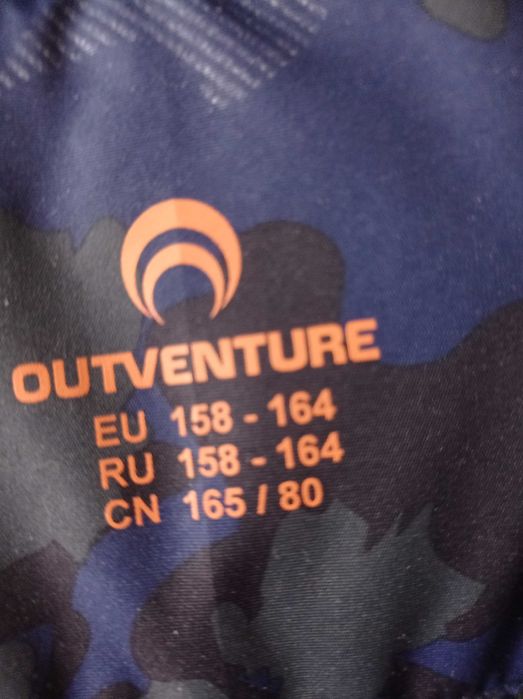 OUTVENTURE
EU 158 - 164
RU 158 - 164
CN 165 / 80